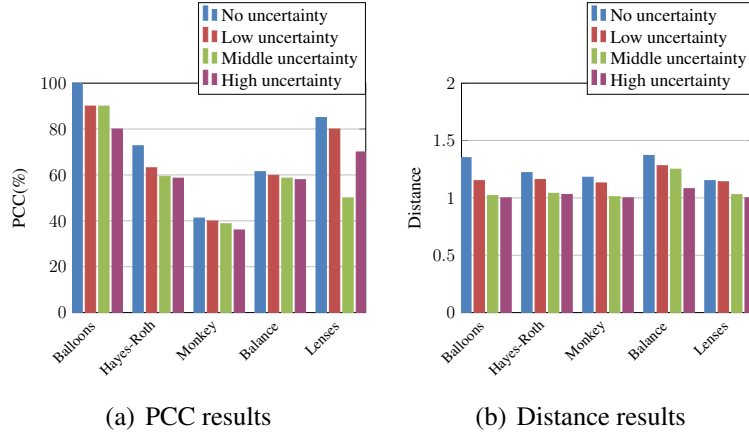 No uncertainty
Low uncertainty
Middle uncertainty
High uncertainty
100
80
60
40
20
0
PCC(%)
Balloons
Hayes-Roth
Monkey
Balance
Lenses
(a) PCC results
No uncertainty
Low uncertainty
Middle uncertainty
High uncertainty
2
1.5
1
0.5
0
Distance
Balloons
Hayes-Roth
Monkey
Balance
Lenses
(b) Distance results